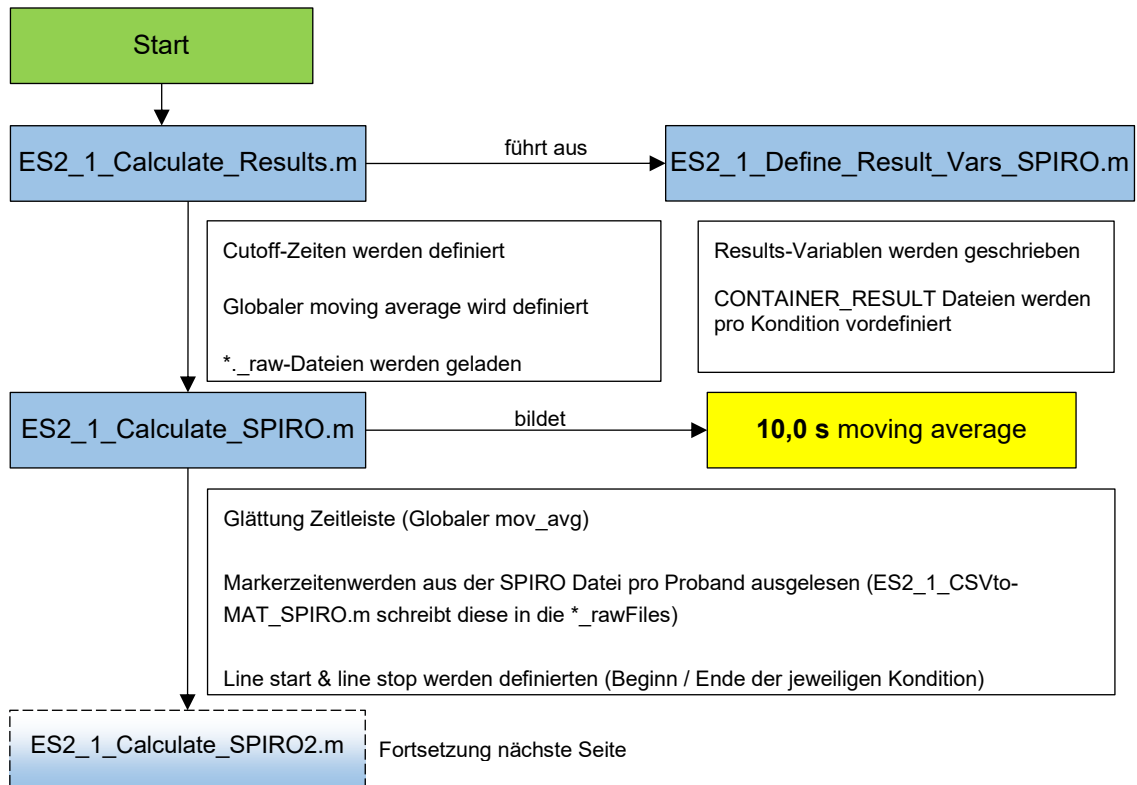 Start
ES2_1_Calculate_Results.m
führt aus
ES2_1_Define_Result_Vars_SPIRO.m
Cutoff-Zeiten werden definiert
Globaler moving average wird definiert
*._raw-Dateien werden geladen
Results-Variablen werden geschrieben
CONTAINER_RESULT Dateien werden
pro Kondition vordefiniert
ES2_1_Calculate_SPIRO.m
bildet
10,0 s moving average
Glättung Zeitleiste (Globaler mov_avg)
Markerzeitenwerden aus der SPIRO Datei pro Proband ausgelesen (ES2_1_CSVto-
MAT_SPIRO.m schreibt diese in die *_rawFiles)
Line start & line stop werden definierten (Beginn / Ende der jeweiligen Kondition)
ES2_1_Calculate_SPIRO2.m
Fortsetzung nächste Seite